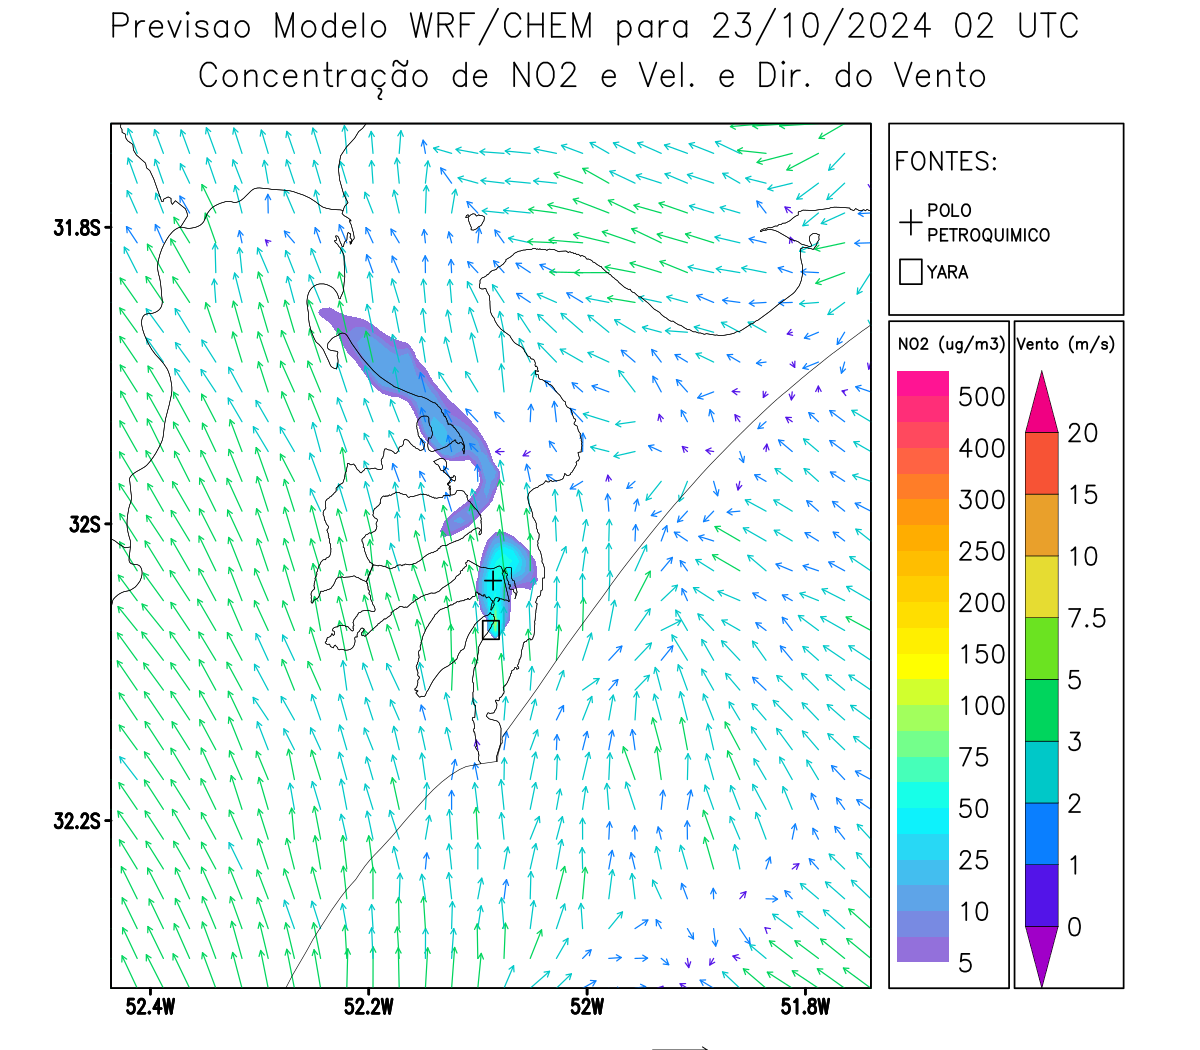 Previsao Modelo WRF/CHEM para 23/10/2024 02 UTC
Concentração de NO2 e Vel. e Dir. do Vento
FONTES:
POLO
PETROQUIMICO
YARA
NO2 (ug/m3)
500
400
300
250
200
150
100
75
50
25
10
5
Vento (m/s)
20
15
10
7.5
5
3
2
1
0
31.8S
32S
32.2S
52.4W
52.2W
52W
51.8W